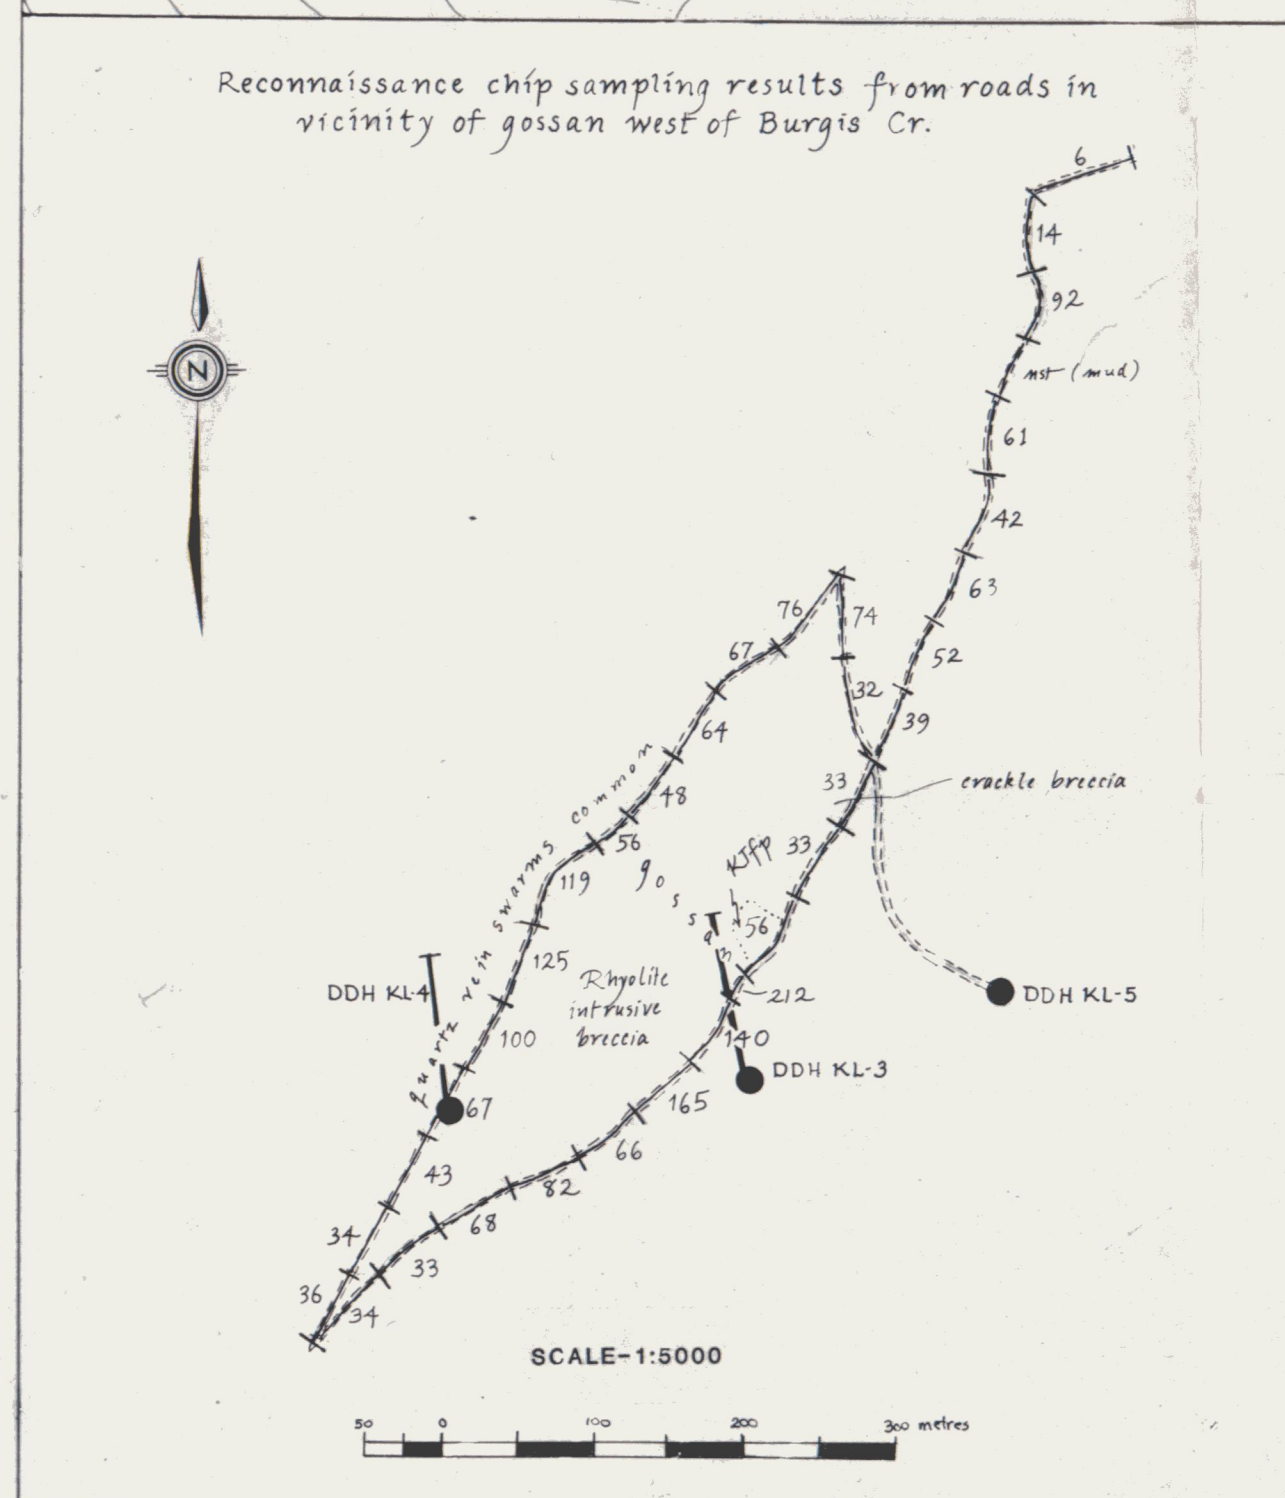 Reconnaissance chip sampling results from roads in
vicinity of gossan west of Burgis Cr.
6
14
N
92
nst (mud)
61
42
63
76
74
67
52
32
64
39
33
crackle breccia
quartz vein swarms common
48
56
33
KJfp
119
gossan
56
125
Rhyolite
intrusive
breccia
DDH KL-4
212
DDH KL-5
100
140
DDH KL-3
67
165
66
43
82
34
68
33
36
34
SCALE-1:5000
50 0 100 200 300 metres